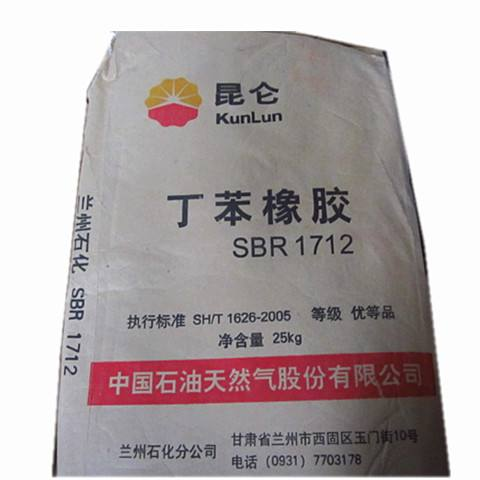 昆仑
KunLun
丁苯橡胶
SBR 1712
执行标准 SH/T 1626-2005 等级 优等品
净含量 25kg
中国石油天然气股份有限公司
兰州石化分公司
甘肃省兰州市西固区玉门街10号
电话 (0931) 7703178
兰州石化 SBR 1712